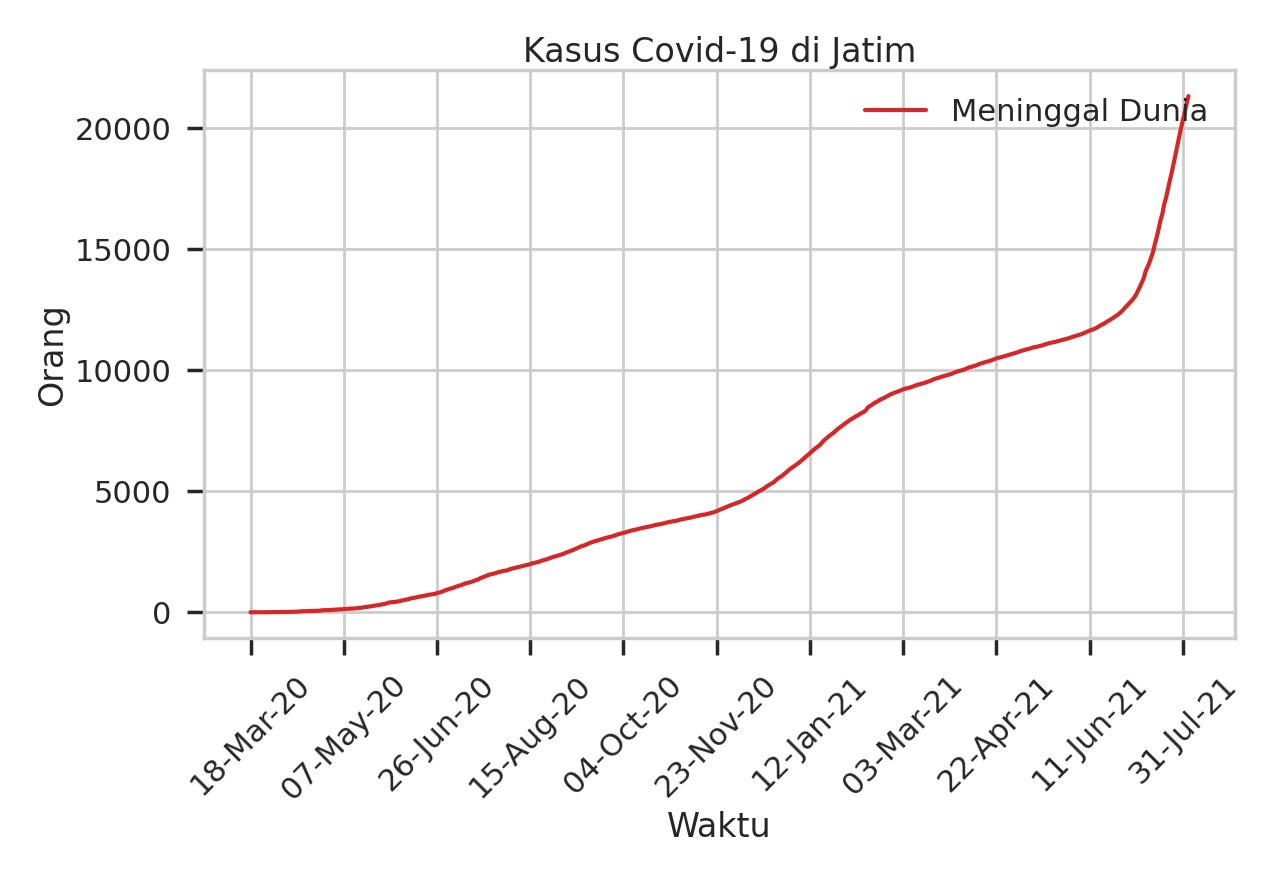 Kasus Covid-19 di Jatim
Meninggal Dunia
Orang
20000
15000
10000
5000
0
18-Mar-20
07-May-20
26-Jun-20
15-Aug-20
04-Oct-20
23-Nov-20
12-Jan-21
03-Mar-21
22-Apr-21
11-Jun-21
31-Jul-21
Waktu